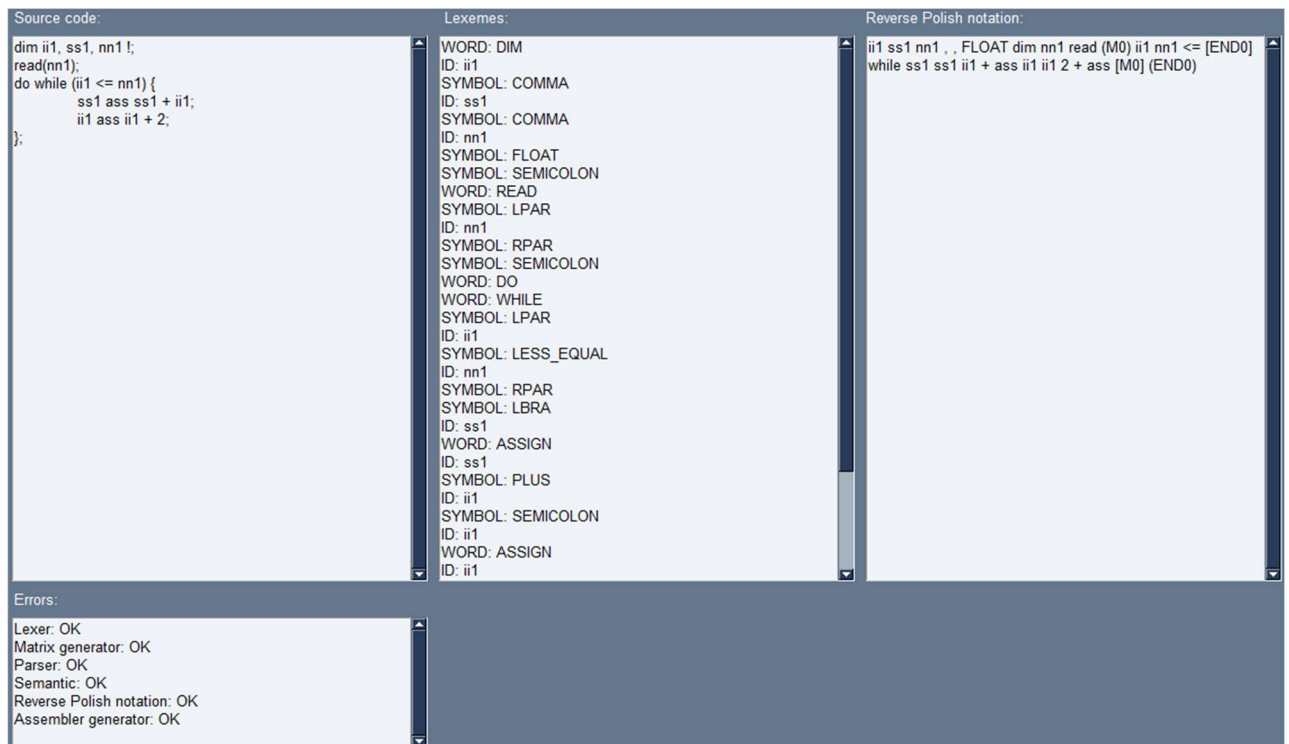 Source code:
dim ii1, ss1, nn1 !;
read(nn1);
do while (ii1 <= nn1) {
ss1 ass ss1 + ii1;
ii1 ass ii1 + 2;
};
Lexemes:
WORD: DIM
ID: ii1
SYMBOL: COMMA
ID: ss1
SYMBOL: COMMA
ID: nn1
SYMBOL: FLOAT
SYMBOL: SEMICOLON
WORD: READ
SYMBOL: LPAR
ID: nn1
SYMBOL: RPAR
SYMBOL: SEMICOLON
WORD: DO
WORD: WHILE
SYMBOL: LPAR
ID: ii1
SYMBOL: LESS_EQUAL
ID: nn1
SYMBOL: RPAR
SYMBOL: LBRA
ID: ss1
WORD: ASSIGN
ID: ss1
SYMBOL: PLUS
ID: ii1
SYMBOL: SEMICOLON
ID: ii1
WORD: ASSIGN
ID: ii1
Reverse Polish notation:
ii1 ss1 nn1 , , FLOAT dim nn1 read (M0) ii1 nn1 <= [END0]
while ss1 ss1 ii1 + ass ii1 ii1 2 + ass [M0] (END0)
Errors:
Lexer: OK
Matrix generator: OK
Parser: OK
Semantic: OK
Reverse Polish notation: OK
Assembler generator: OK